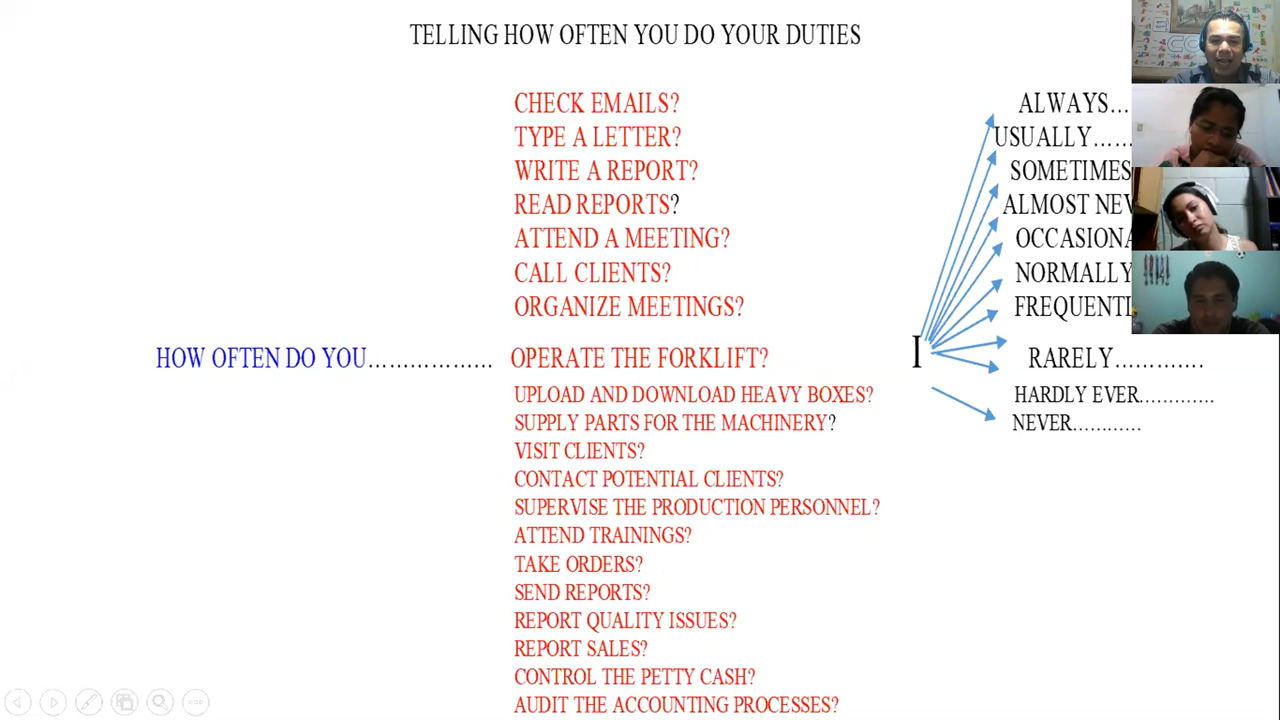 TELLING HOW OFTEN YOU DO YOUR DUTIES
CHECK EMAILS?
TYPE A LETTER?
WRITE A REPORT?
READ REPORTS?
ATTEND A MEETING?
CALL CLIENTS?
ORGANIZE MEETINGS?
HOW OFTEN DO YOU.................. OPERATE THE FORKLIFT?
UPLOAD AND DOWNLOAD HEAVY BOXES?
SUPPLY PARTS FOR THE MACHINERY?
VISIT CLIENTS?
CONTACT POTENTIAL CLIENTS?
SUPERVISE THE PRODUCTION PERSONNEL?
ATTEND TRAININGS?
TAKE ORDERS?
SEND REPORTS?
REPORT QUALITY ISSUES?
REPORT SALES?
CONTROL THE PETTY CASH?
AUDIT THE ACCOUNTING PROCESSES?
I
ALWAYS...
USUALLY......
SOMETIMES
ALMOST
NORMALLY
RARELY.............
HARDLY EVER.............
NEVER............